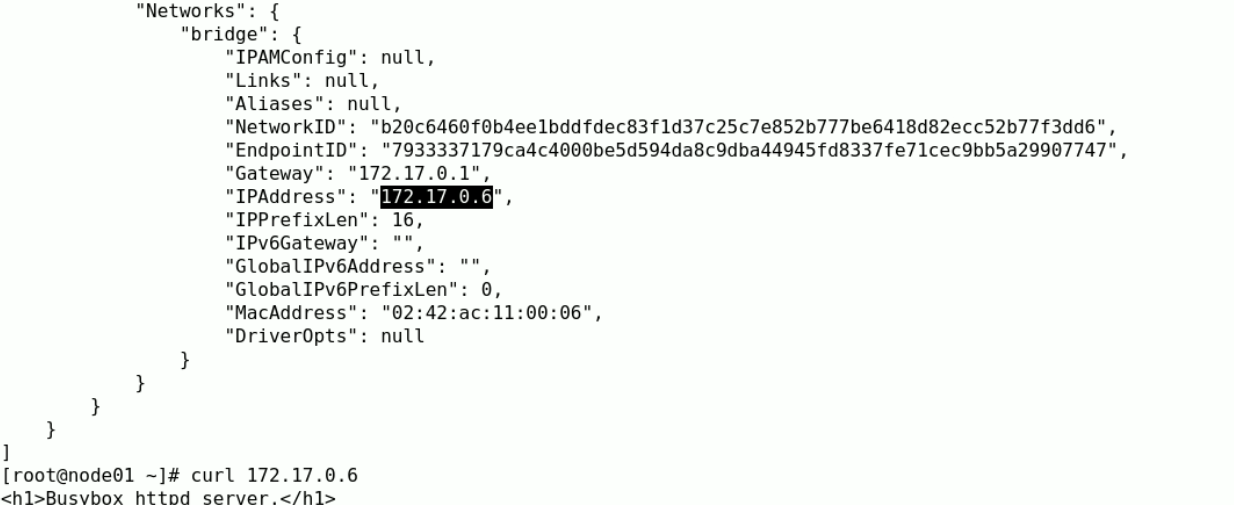 "Networks": {
"bridge": {
"IPAMConfig": null,
"Links": null,
"Aliases": null,
"NetworkID": "b20c6460f0b4ee1bddfdec83f1d37c25c7e852b777be6418d82ecc52b77f3dd6",
"EndpointID": "7933337179ca4c4000be5d594da8c9dba44945fd8337fe71cec9bb5a29907747",
"Gateway": "172.17.0.1",
"IPAddress": "172.17.0.6",
"IPPrefixLen": 16,
"IPv6Gateway": "",
"GlobalIPv6Address": "",
"GlobalIPv6PrefixLen": 0,
"MacAddress": "02:42:ac:11:00:06",
"DriverOpts": null
}
}
}
}
]
[root@node01 ~]# curl 172.17.0.6
<h1>Busybox httpd server.</h1>